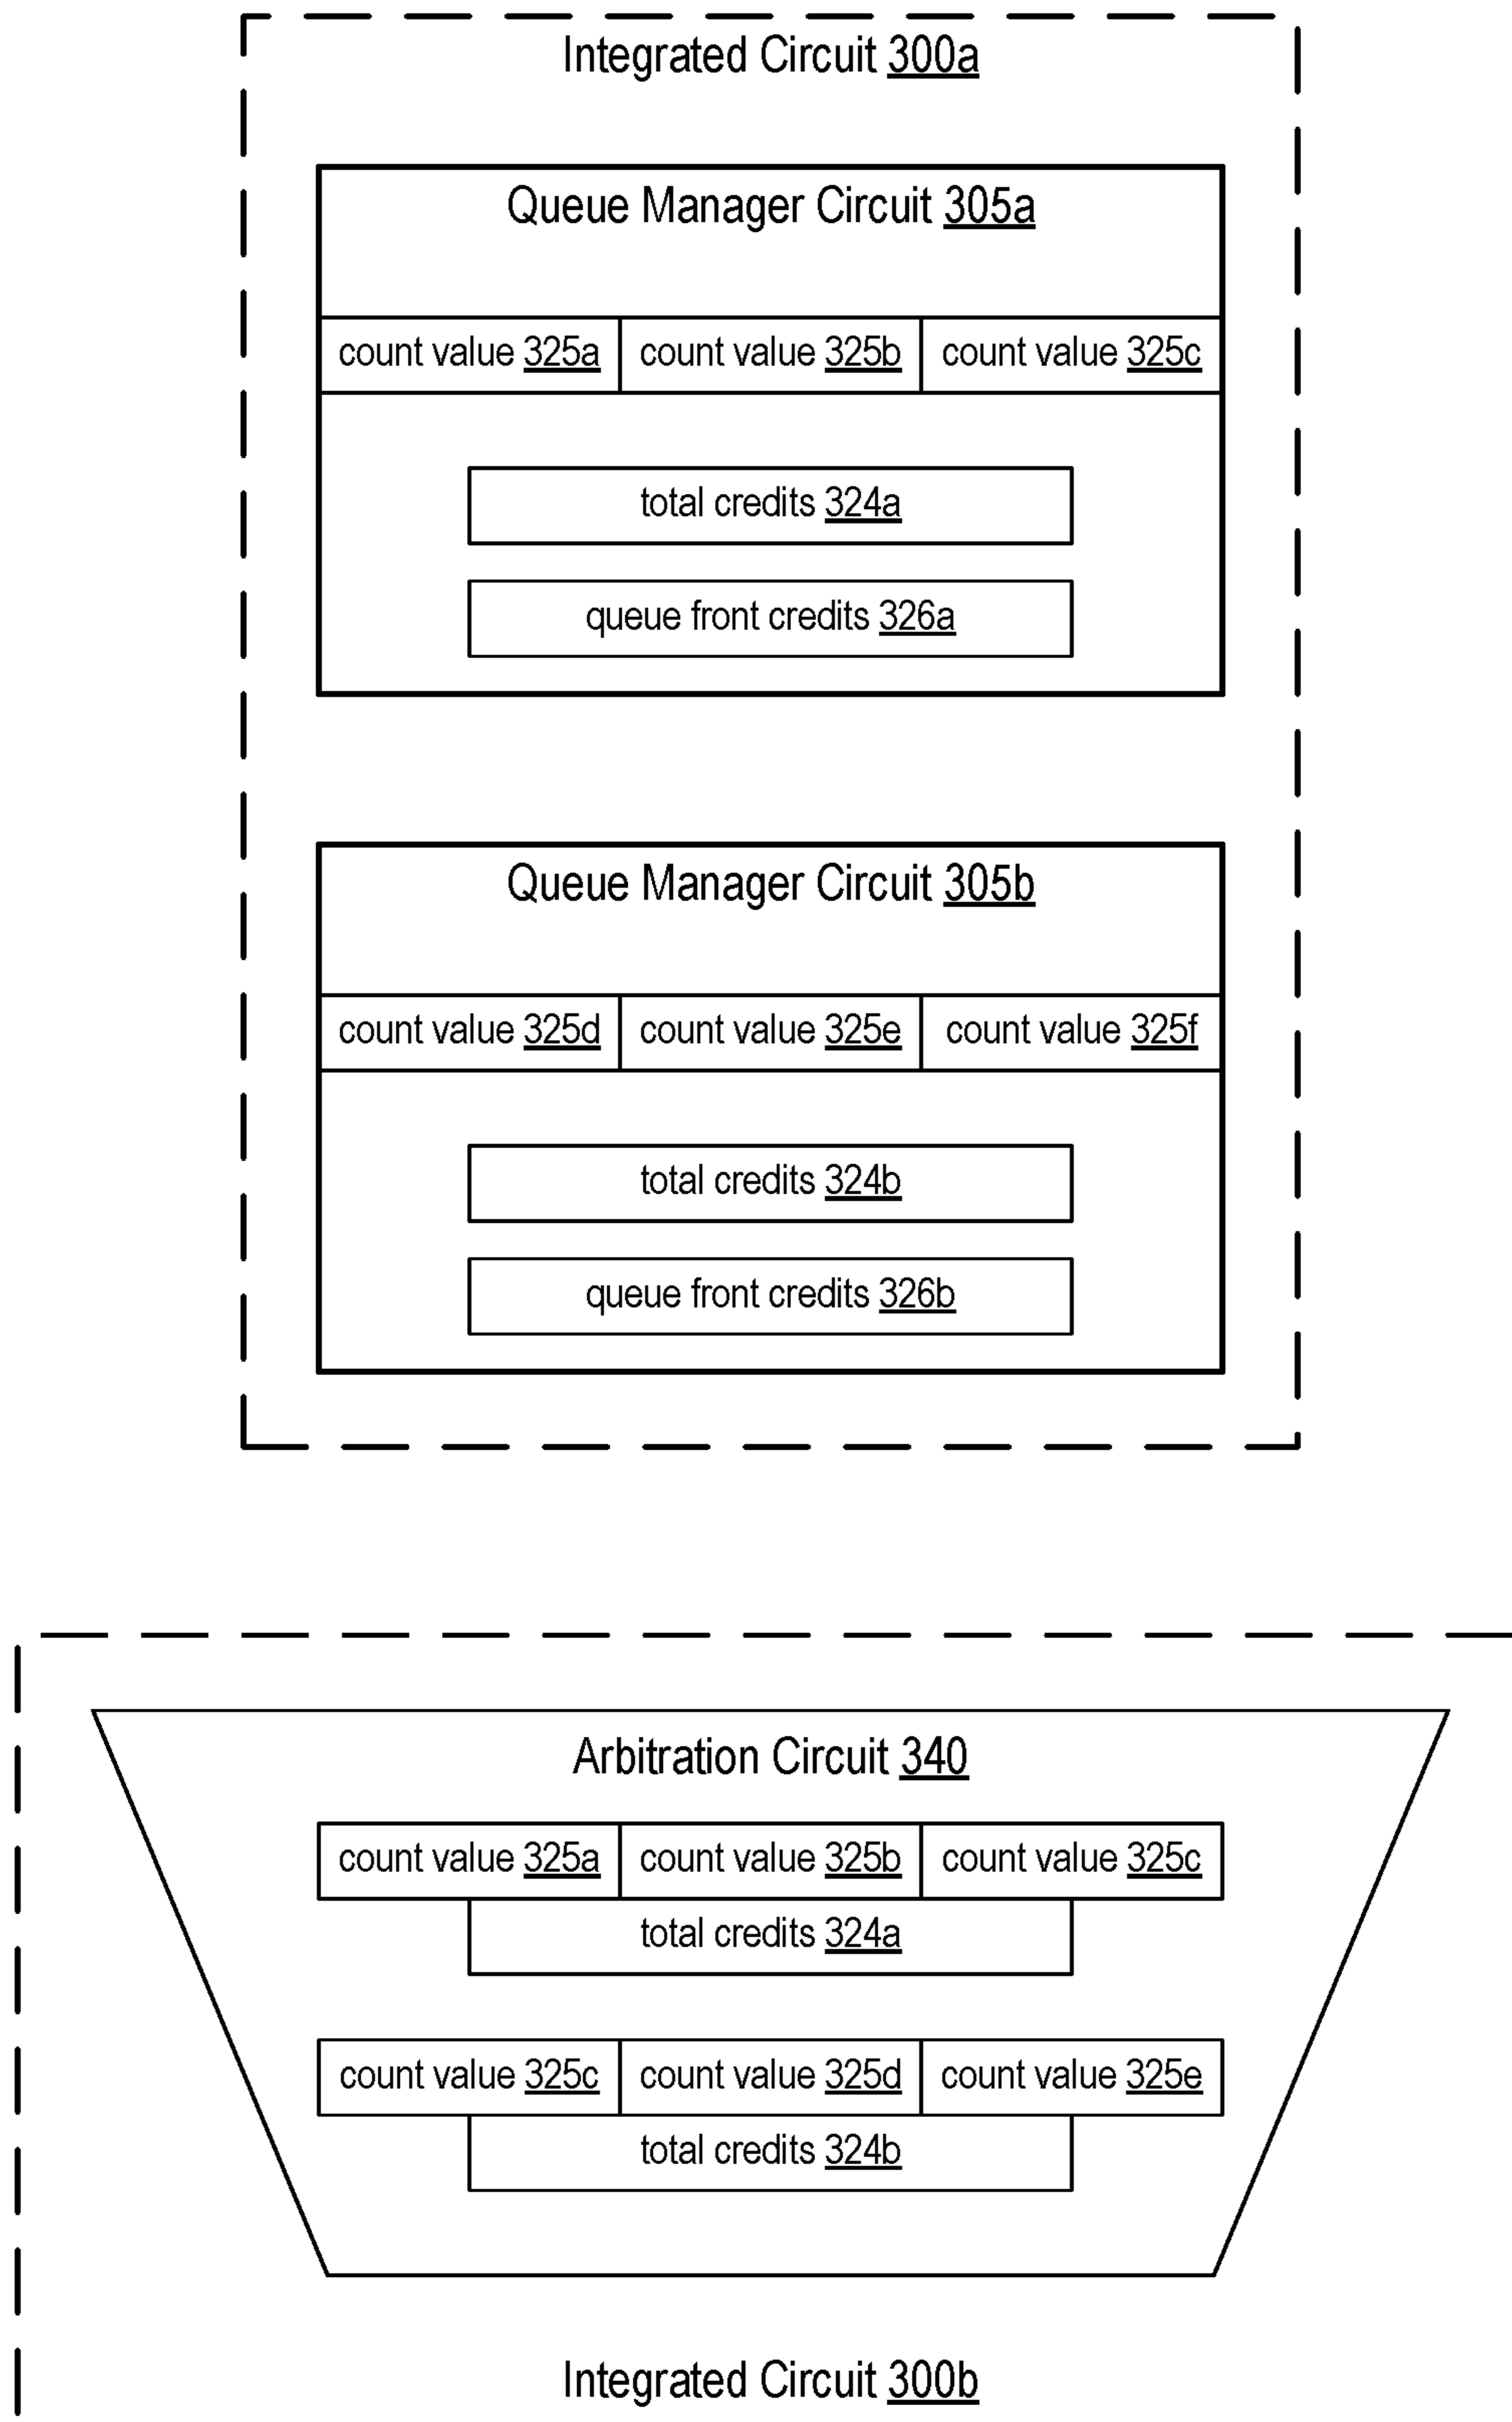 Integrated Circuit 300a
Queue Manager Circuit 305a
count value 325a count value 325b count value 325c
total credits 324a
queue front credits 326a
Queue Manager Circuit 305b
count value 325d count value 325e count value 325f
total credits 324b
queue front credits 326b
Arbitration Circuit 340
count value 325a count value 325b count value 325c
total credits 324a
count value 325c count value 325d count value 325e
total credits 324b
Integrated Circuit 300b